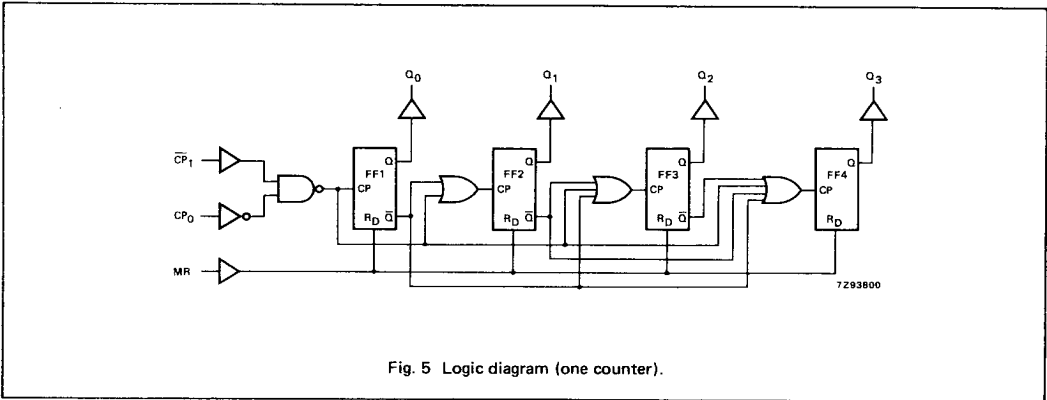 Q0 Q1 Q2 Q3
CP1
CP0
MR
FF1 Q CP RD Q
FF2 Q CP RD Q
FF3 Q CP RD Q
FF4 Q CP RD
7Z93800
Fig. 5 Logic diagram (one counter).